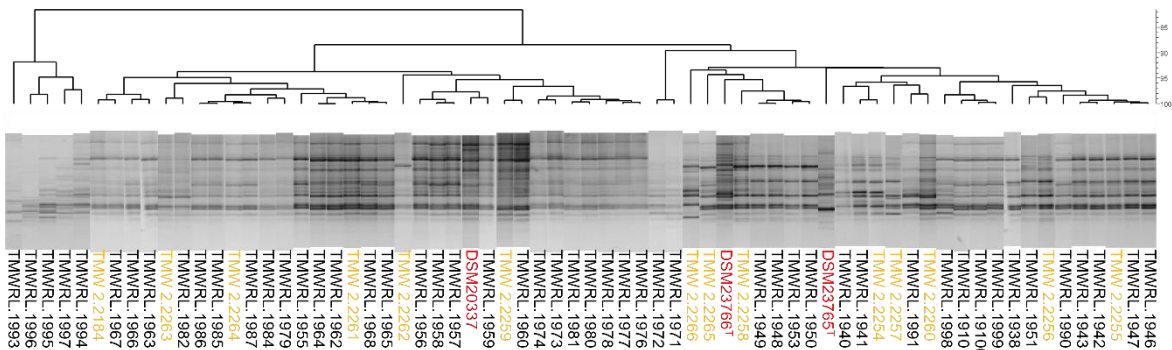 85
90
95
100
TMWRL. 1993
TMWRL. 1996
TMWRL. 1995
TMWRL. 1997
TMWRL. 1994
TMW 2.2184
TMWRL. 1967
TMWRL. 1966
TMWRL. 1963
TMW 2.2263
TMWRL. 1982
TMWRL. 1986
TMWRL. 1985
TMW 2.2264
TMWRL. 1987
TMWRL. 1984
TMWRL. 1979
TMWRL. 1955
TMWRL. 1964
TMWRL. 1962
TMW 2.2261
TMWRL. 1968
TMWRL. 1965
TMW 2.2262
TMWRL. 1956
TMWRL. 1958
TMWRL. 1957
DSM20337
TMWRL. 1959
TMW 2.2259
TMWRL. 1960
TMWRL. 1974
TMWRL. 1973
TMWRL. 1981
TMWRL. 1980
TMWRL. 1978
TMWRL. 1977
TMWRL. 1976
TMWRL. 1972
TMWRL. 1971
TMW 2.2266
TMW 2.2265
DSM23766ᵀ
TMW 2.2258
TMWRL. 1949
TMWRL. 1948
TMWRL. 1953
TMWRL. 1950
DSM23765ᵀ
TMWRL. 1940
TMWRL. 1941
TMW 2.2254
TMW 2.2257
TMWRL. 1991
TMW 2.2260
TMWRL. 1998
TMWRL. 1910
TMWRL. 1100
TMWRL. 1999
TMWRL. 1938
TMWRL. 1951
TMW 2.2256
TMWRL. 1990
TMWRL. 1943
TMWRL. 1942
TMW 2.2255
TMWRL. 1947
TMWRL. 1946